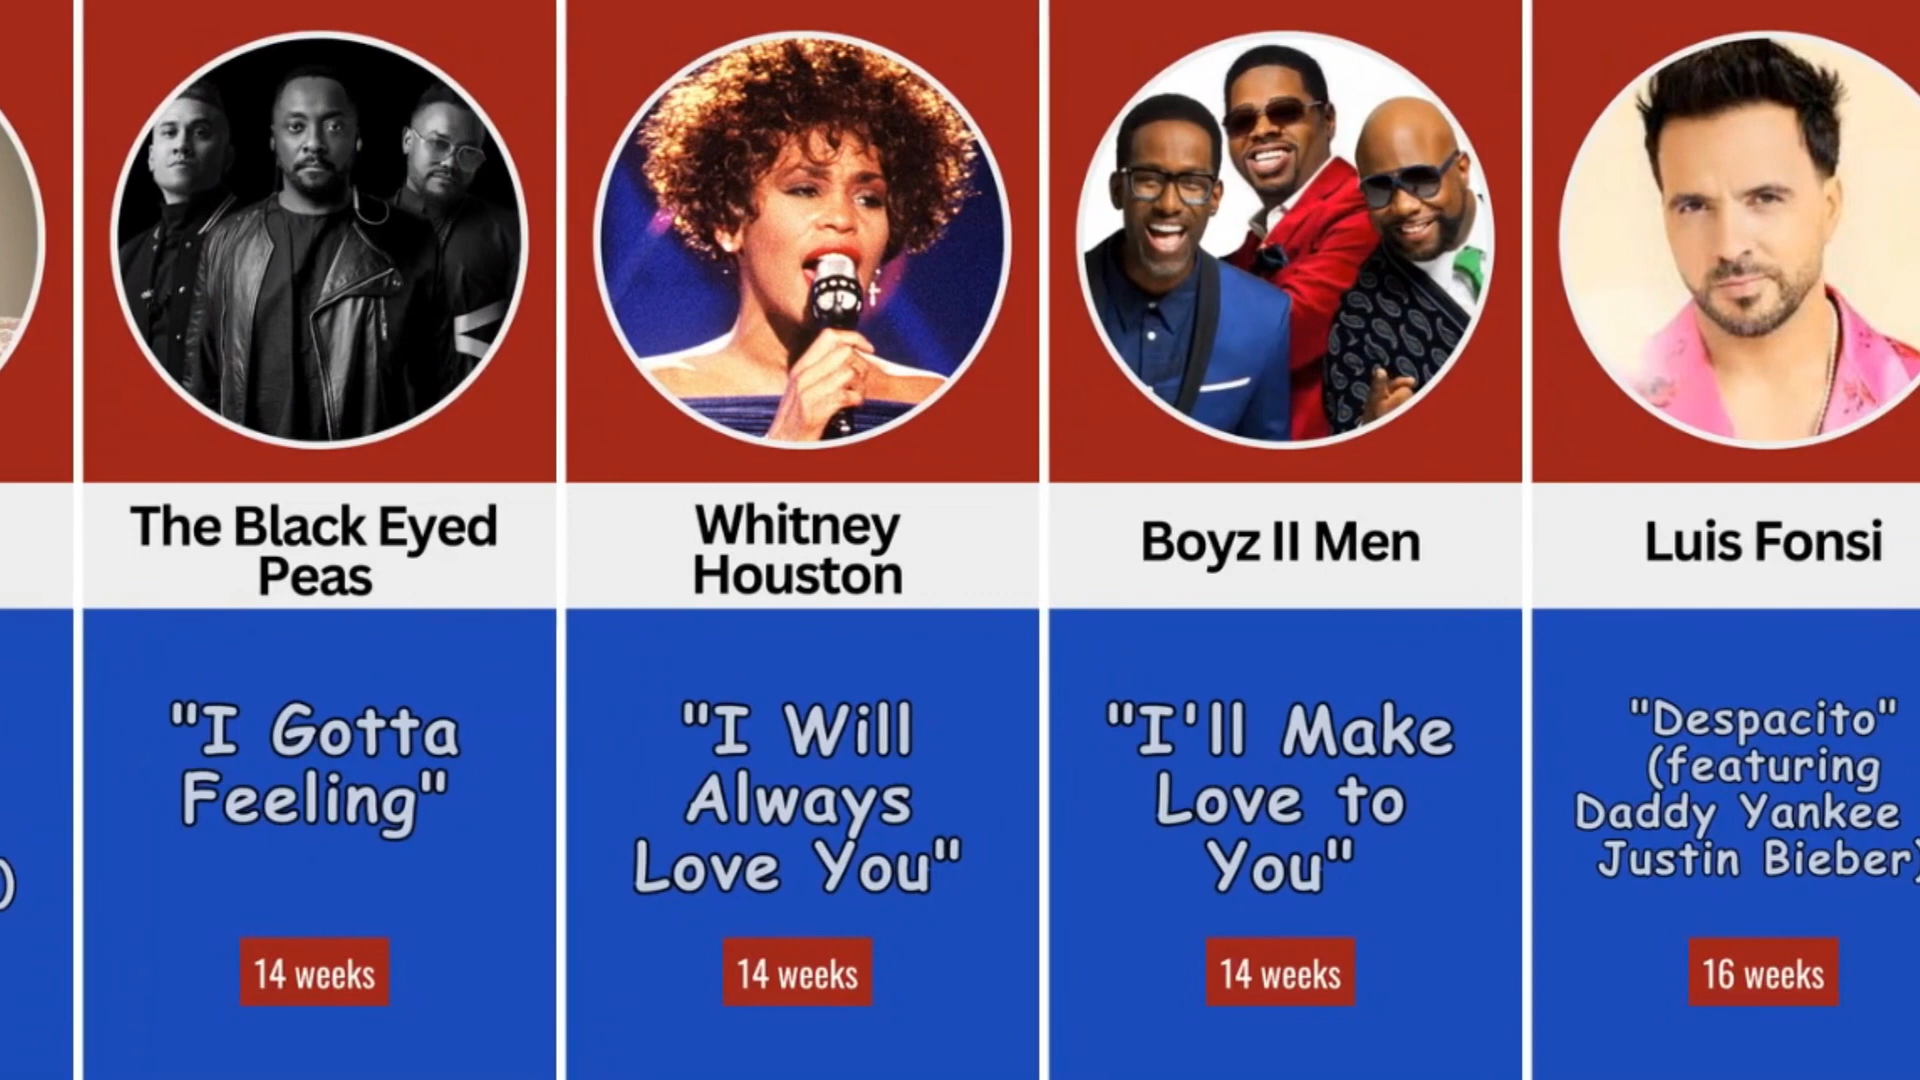 The Black Eyed
Peas
"I Gotta
Feeling"
14 weeks
Whitney
Houston
"I Will
Always
Love You"
14 weeks
Boyz II Men
"I'll Make
Love to
You"
14 weeks
Luis Fonsi
"Despacito"
(featuring
Daddy Yankee
Justin Bieber)
16 weeks
)